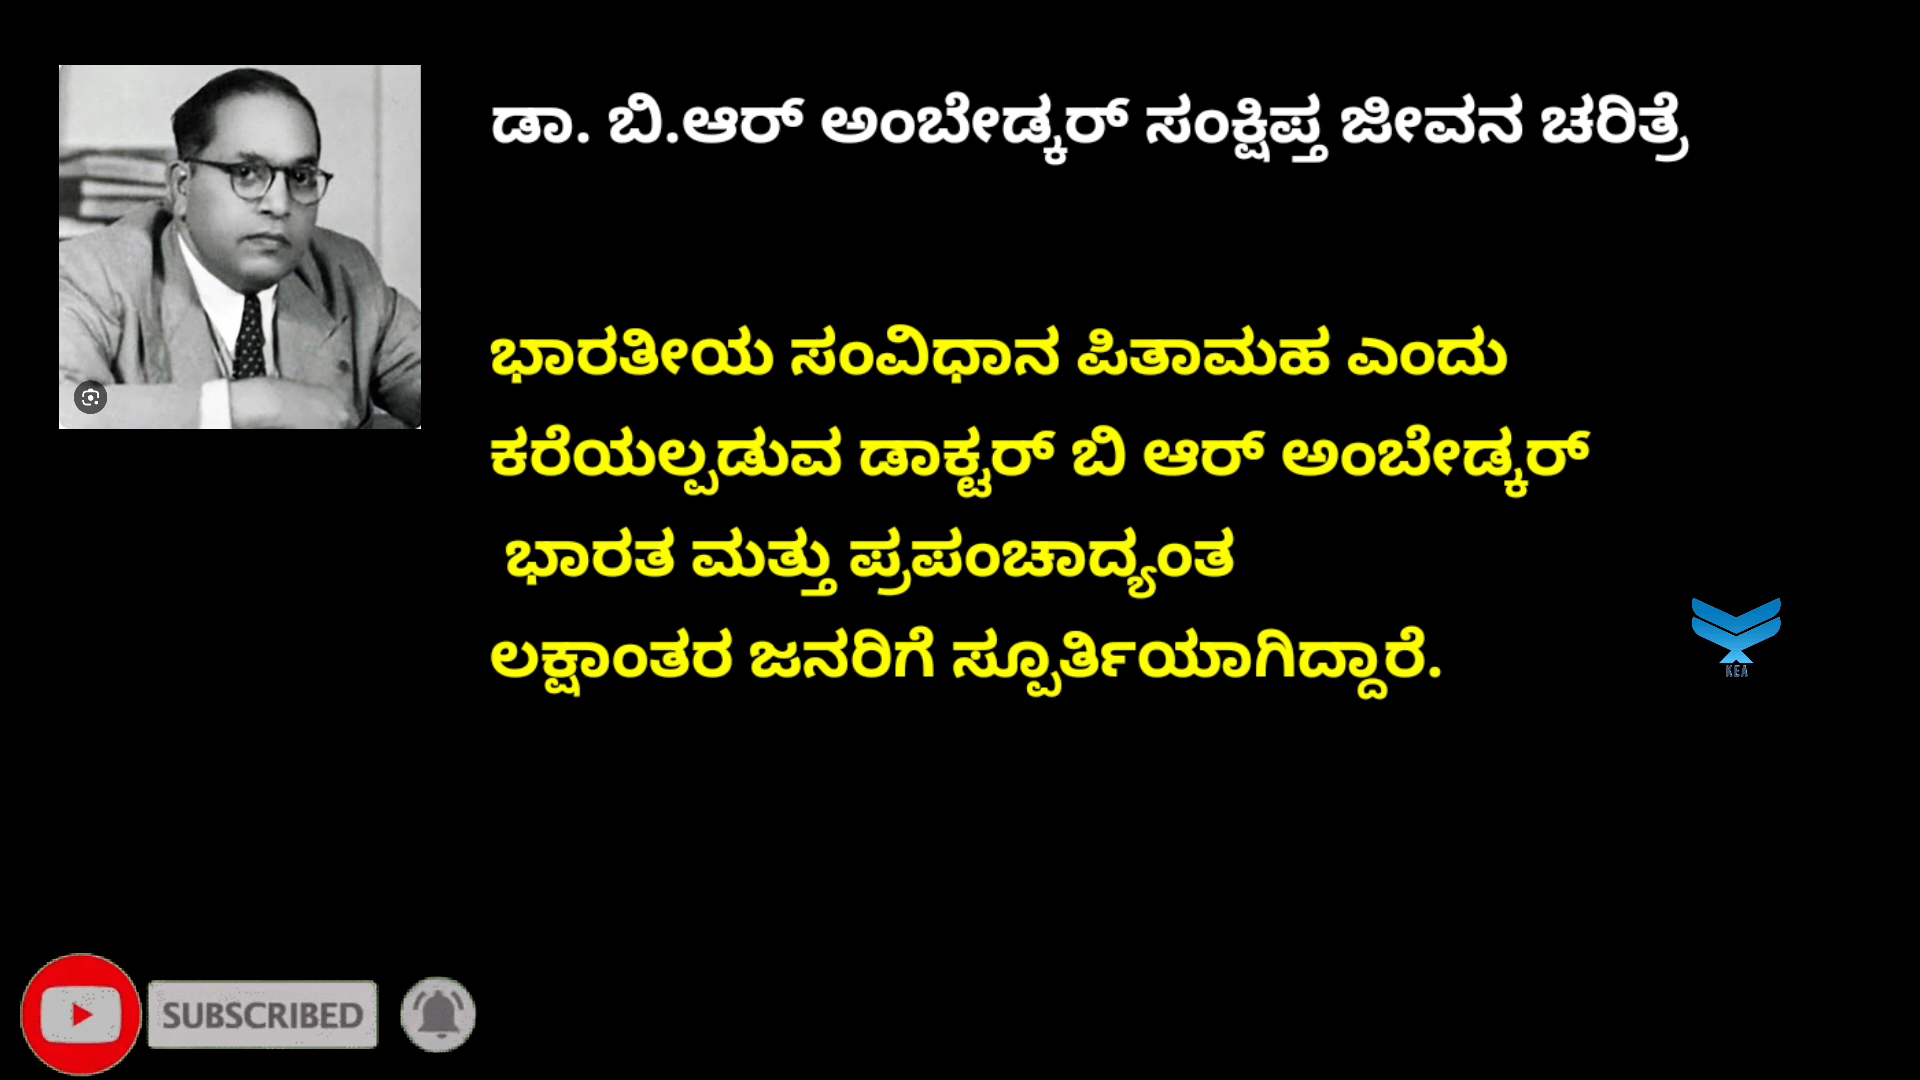 ಡಾ. ಬಿ.ಆರ್ ಅಂಬೇಡ್ಕರ್ ಸಂಕ್ಷಿಪ್ತ ಜೀವನ ಚರಿತ್ರೆ
ಭಾರತೀಯ ಸಂವಿಧಾನ ಪಿತಾಮಹ ಎಂದು
ಕರೆಯಲ್ಪಡುವ ಡಾಕ್ಟರ್ ಬಿ ಆರ್ ಅಂಬೇಡ್ಕರ್
ಭಾರತ ಮತ್ತು ಪ್ರಪಂಚಾದ್ಯಂತ
ಲಕ್ಷಾಂತರ ಜನರಿಗೆ ಸ್ಪೂರ್ತಿಯಾಗಿದ್ದಾರೆ.
KEA
SUBSCRIBED